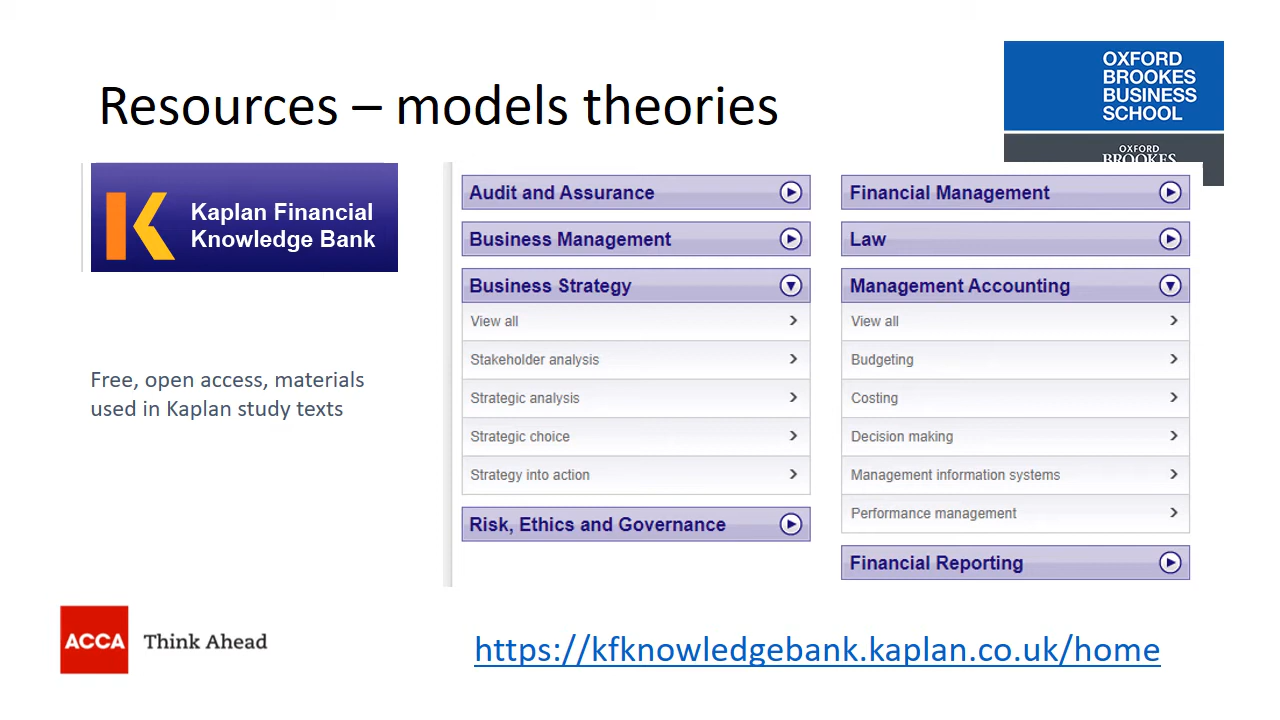 Resources – models theories
OXFORD
BROOKES
BUSINESS
SCHOOL
OXFORD
BROOKES
Kaplan Financial
Knowledge Bank
Free, open access, materials
used in Kaplan study texts
Audit and Assurance
Business Management
Business Strategy
View all
Stakeholder analysis
Strategic analysis
Strategic choice
Strategy into action
Risk, Ethics and Governance
Financial Management
Law
Management Accounting
View all
Budgeting
Costing
Decision making
Management information systems
Performance management
Financial Reporting
ACCA Think Ahead
https://kfknowledgebank.kaplan.co.uk/home